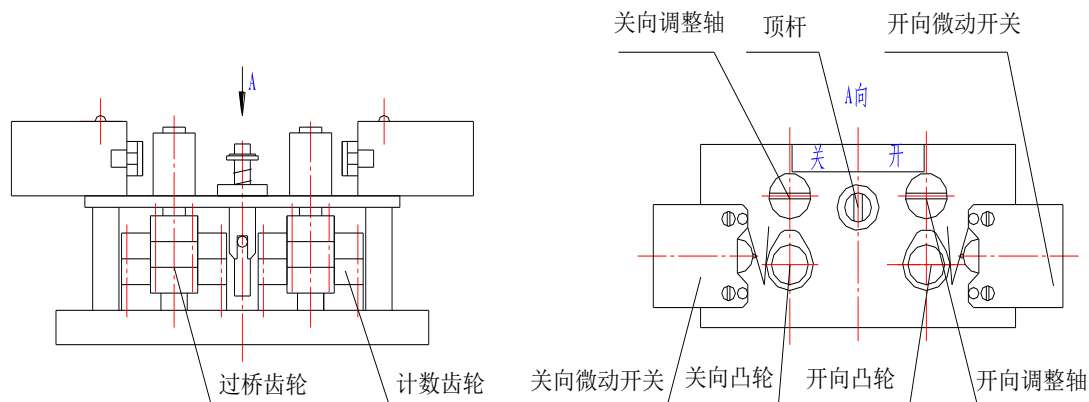 关向调整轴
顶杆
开向微动开关
A
A向
关
开
过桥齿轮
计数齿轮
关向微动开关
关向凸轮
开向凸轮
开向调整轴